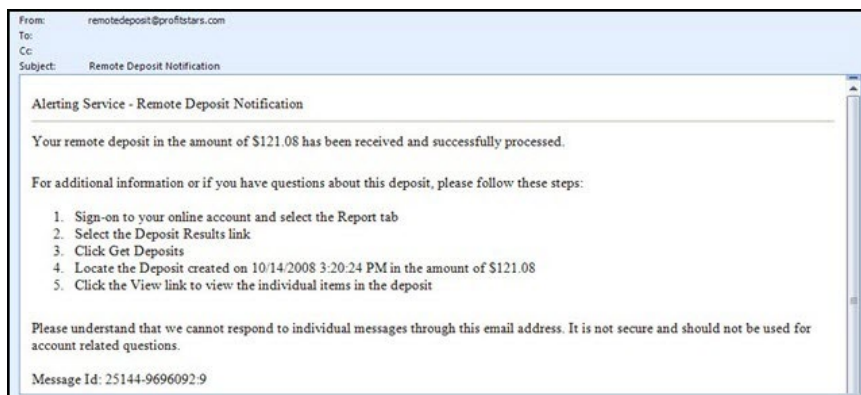 From: remotedeposit@profitstars.com
To:
Cc:
Subject: Remote Deposit Notification
Alerting Service - Remote Deposit Notification
Your remote deposit in the amount of $121.08 has been received and successfully processed.
For additional information or if you have questions about this deposit, please follow these steps:
1. Sign-on to your online account and select the Report tab
2. Select the Deposit Results link
3. Click Get Deposits
4. Locate the Deposit created on 10/14/2008 3:20:24 PM in the amount of $121.08
5. Click the View link to view the individual items in the deposit
Please understand that we cannot respond to individual messages through this email address. It is not secure and should not be used for
account related questions.
Message Id: 25144-9696092:9